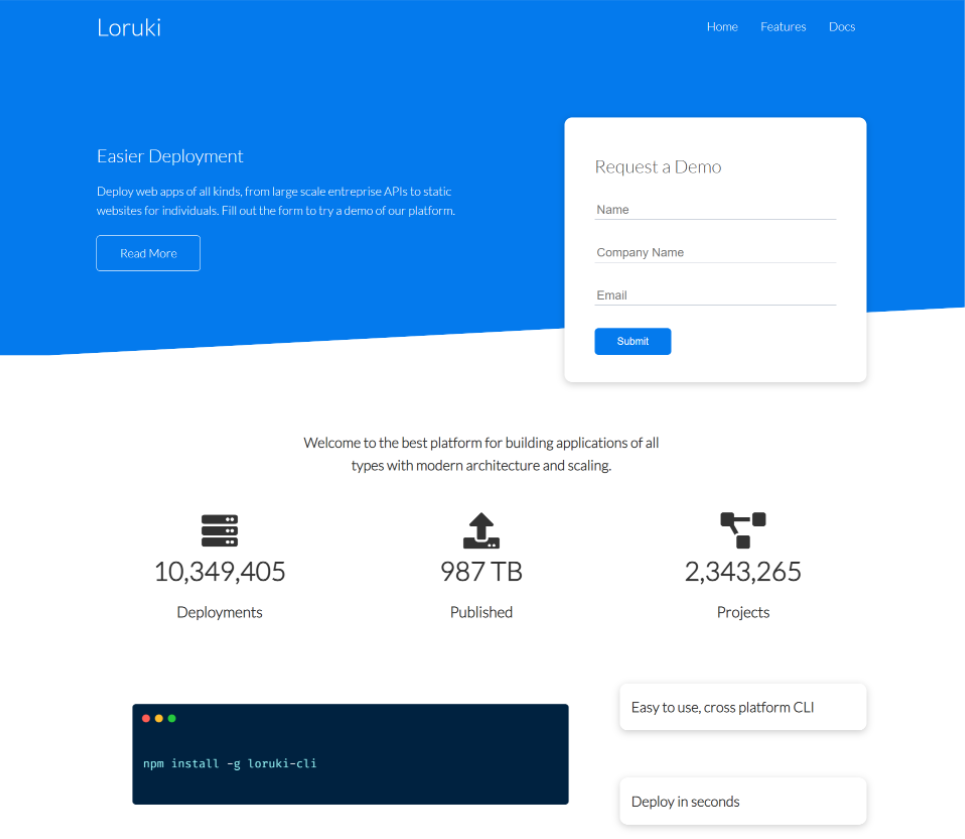 Loruki
Home Features Docs
Easier Deployment
Deploy web apps of all kinds, from large scale entreprise APIs to static
websites for individuals. Fill out the form to try a demo of our platform.
Read More
Request a Demo
Name
Company Name
Email
Submit
Welcome to the best platform for building applications of all
types with modern architecture and scaling.
10,349,405
Deployments
987 TB
Published
2,343,265
Projects
npm install -g loruki-cli
Easy to use, cross platform CLI
Deploy in seconds